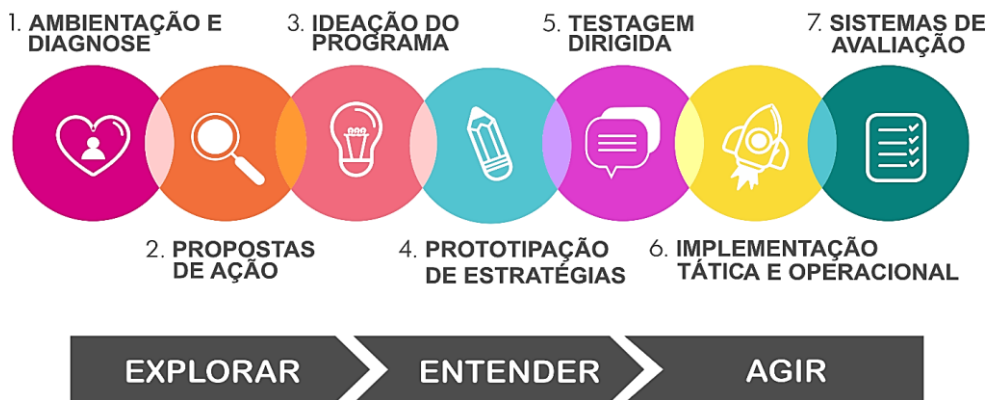 1. AMBIENTAÇÃO E
DIAGNOSE
2. PROPOSTAS
DE AÇÃO
3. IDEAÇÃO DO
PROGRAMA
4. PROTOTIPAÇÃO
DE ESTRATÉGIAS
5. TESTAGEM
DIRIGIDA
6. IMPLEMENTAÇÃO
TÁTICA E OPERACIONAL
7. SISTEMAS DE
AVALIAÇÃO
EXPLORAR
ENTENDER
AGIR